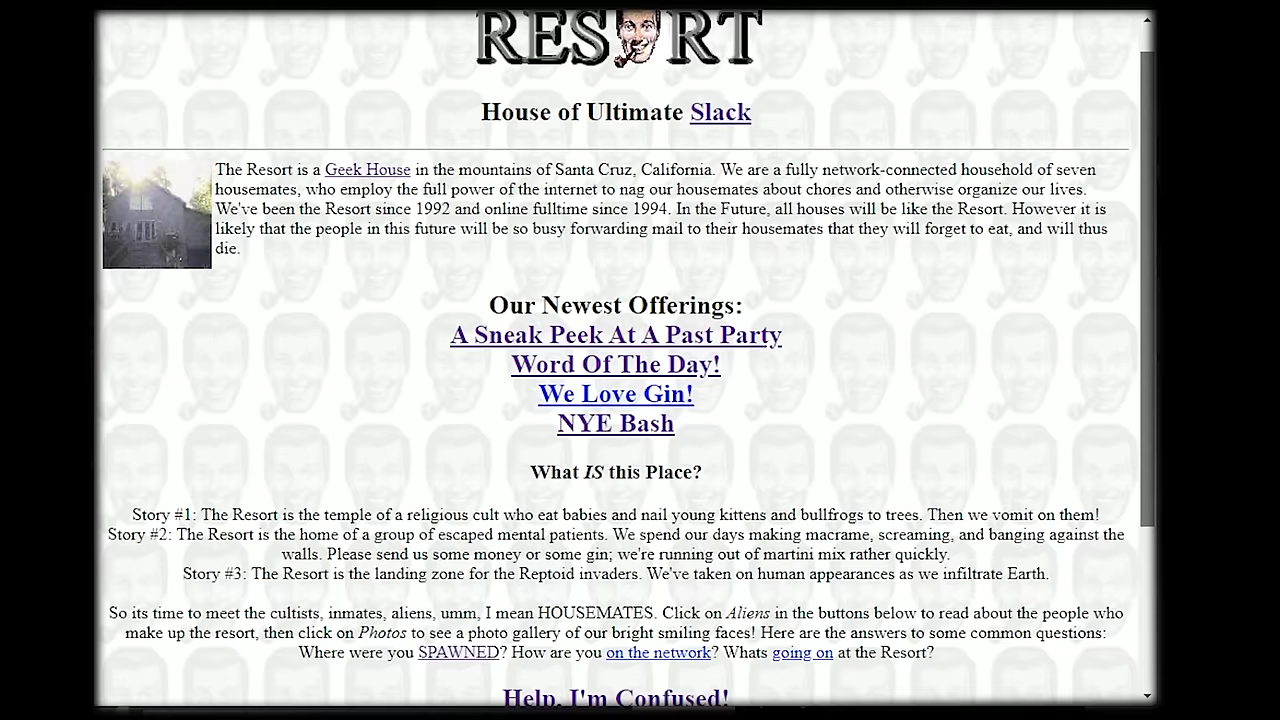 RESORT
House of Ultimate Slack
The Resort is a Geek House in the mountains of Santa Cruz, California. We are a fully network-connected household of seven
housemates, who employ the full power of the internet to nag our housemates about chores and otherwise organize our lives.
We've been the Resort since 1992 and online fulltime since 1994. In the Future, all houses will be like the Resort. However it is
likely that the people in this future will be so busy forwarding mail to their housemates that they will forget to eat, and will thus
die.
Our Newest Offerings:
A Sneak Peek At A Past Party
Word Of The Day!
We Love Gin!
NYE Bash
What IS this Place?
Story #1: The Resort is the temple of a religious cult who eat babies and nail young kittens and bullfrogs to trees. Then we vomit on them!
Story #2: The Resort is the home of a group of escaped mental patients. We spend our days making macrame, screaming, and banging against the
walls. Please send us some money or some gin; we're running out of martini mix rather quickly.
Story #3: The Resort is the landing zone for the Reptoid invaders. We've taken on human appearances as we infiltrate Earth.
So its time to meet the cultists, inmates, aliens, umm, I mean HOUSEMATES. Click on Aliens in the buttons below to read about the people who
make up the resort, then click on Photos to see a photo gallery of our bright smiling faces! Here are the answers to some common questions:
Where were you SPAWNED? How are you on the network? Whats going on at the Resort?
Help, I'm Confused!